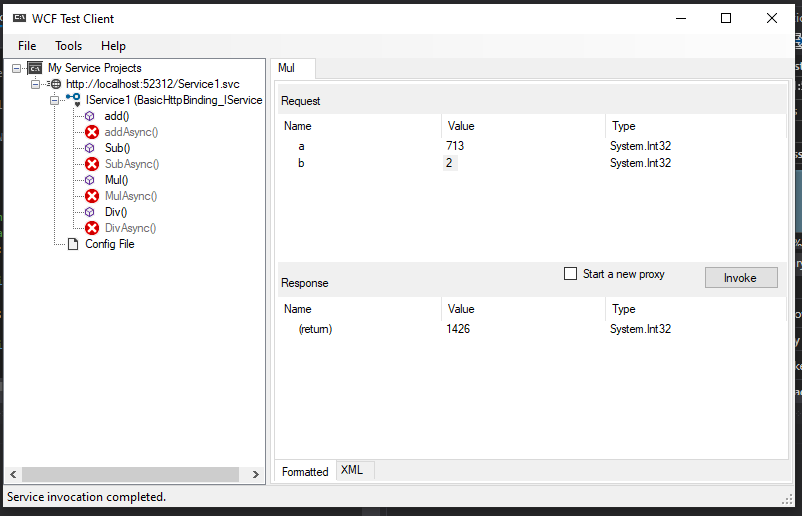 WCF Test Client
File Tools Help
My Service Projects
http://localhost:52312/Service1.svc
IService1 (BasicHttpBinding_IService
add()
addAsync()
Sub()
SubAsync()
Mul()
MulAsync()
Div()
DivAsync()
Config File
Mul
Request
Name Value Type
a 713 System.Int32
b 2 System.Int32
Response
Start a new proxy
Invoke
Name Value Type
(return) 1426 System.Int32
Formatted XML
Service invocation completed.